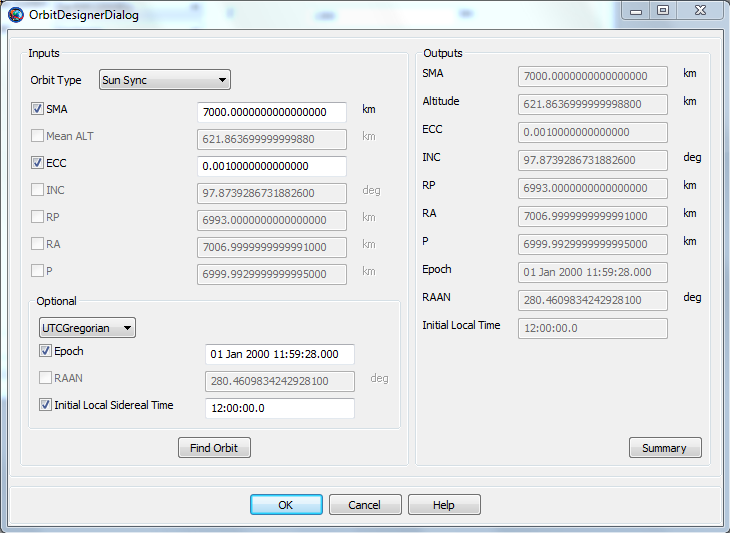 OrbitDesignerDialog
Inputs
Orbit Type Sun Sync
SMA 7000.0000000000000000 km
Mean ALT 621.863699999999880 km
ECC 0.0010000000000000
INC 97.8739286731882600 deg
RP 6993.0000000000000000 km
RA 7006.9999999999991000 km
P 6999.9929999999995000 km
Optional
UTCGregorian
Epoch 01 Jan 2000 11:59:28.000
RAAN 280.4609834242928100 deg
Initial Local Sidereal Time 12:00:00.0
Find Orbit
Outputs
SMA 7000.0000000000000000 km
Altitude 621.8636999999998800 km
ECC 0.0010000000000000
INC 97.8739286731882600 deg
RP 6993.0000000000000000 km
RA 7006.9999999999991000 km
P 6999.9929999999995000 km
Epoch 01 Jan 2000 11:59:28.000
RAAN 280.4609834242928100 deg
Initial Local Time 12:00:00.0
Summary
OK Cancel Help